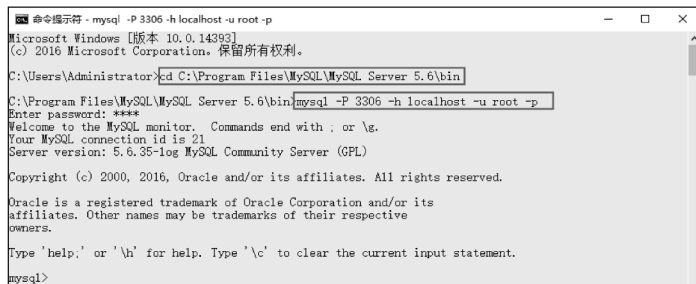 命令提示符 - mysql -P 3306 -h localhost -u root -p
Microsoft Windows [版本 10.0.14393]
(c) 2016 Microsoft Corporation。保留所有权利。
C:\Users\Administrator>cd C:\Program Files\MySQL\MySQL Server 5.6\bin
C:\Program Files\MySQL\MySQL Server 5.6\bin>mysql -P 3306 -h localhost -u root -p
Enter password: ****
Welcome to the MySQL monitor.  Commands end with ; or \g.
Your MySQL connection id is 21
Server version: 5.6.35-log MySQL Community Server (GPL)
Copyright (c) 2000, 2016, Oracle and/or its affiliates. All rights reserved.
Oracle is a registered trademark of Oracle Corporation and/or its
affiliates. Other names may be trademarks of their respective
owners.
Type 'help;' or '\h' for help. Type '\c' to clear the current input statement.
mysql>